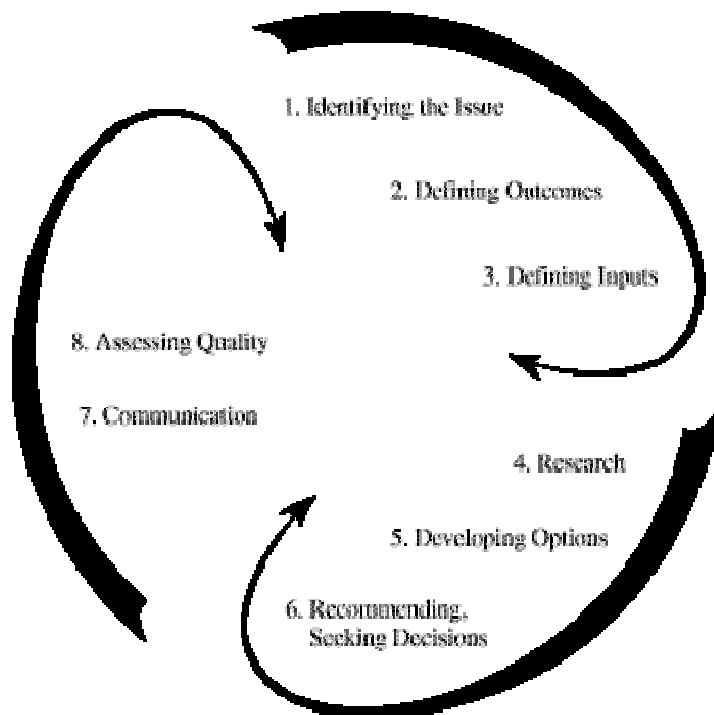 1. Identifying the Issue
2. Defining Outcomes
3. Defining Inputs
8. Assessing Quality
7. Communication
4. Research
5. Developing Options
6. Recommending,
Seeking Decisions